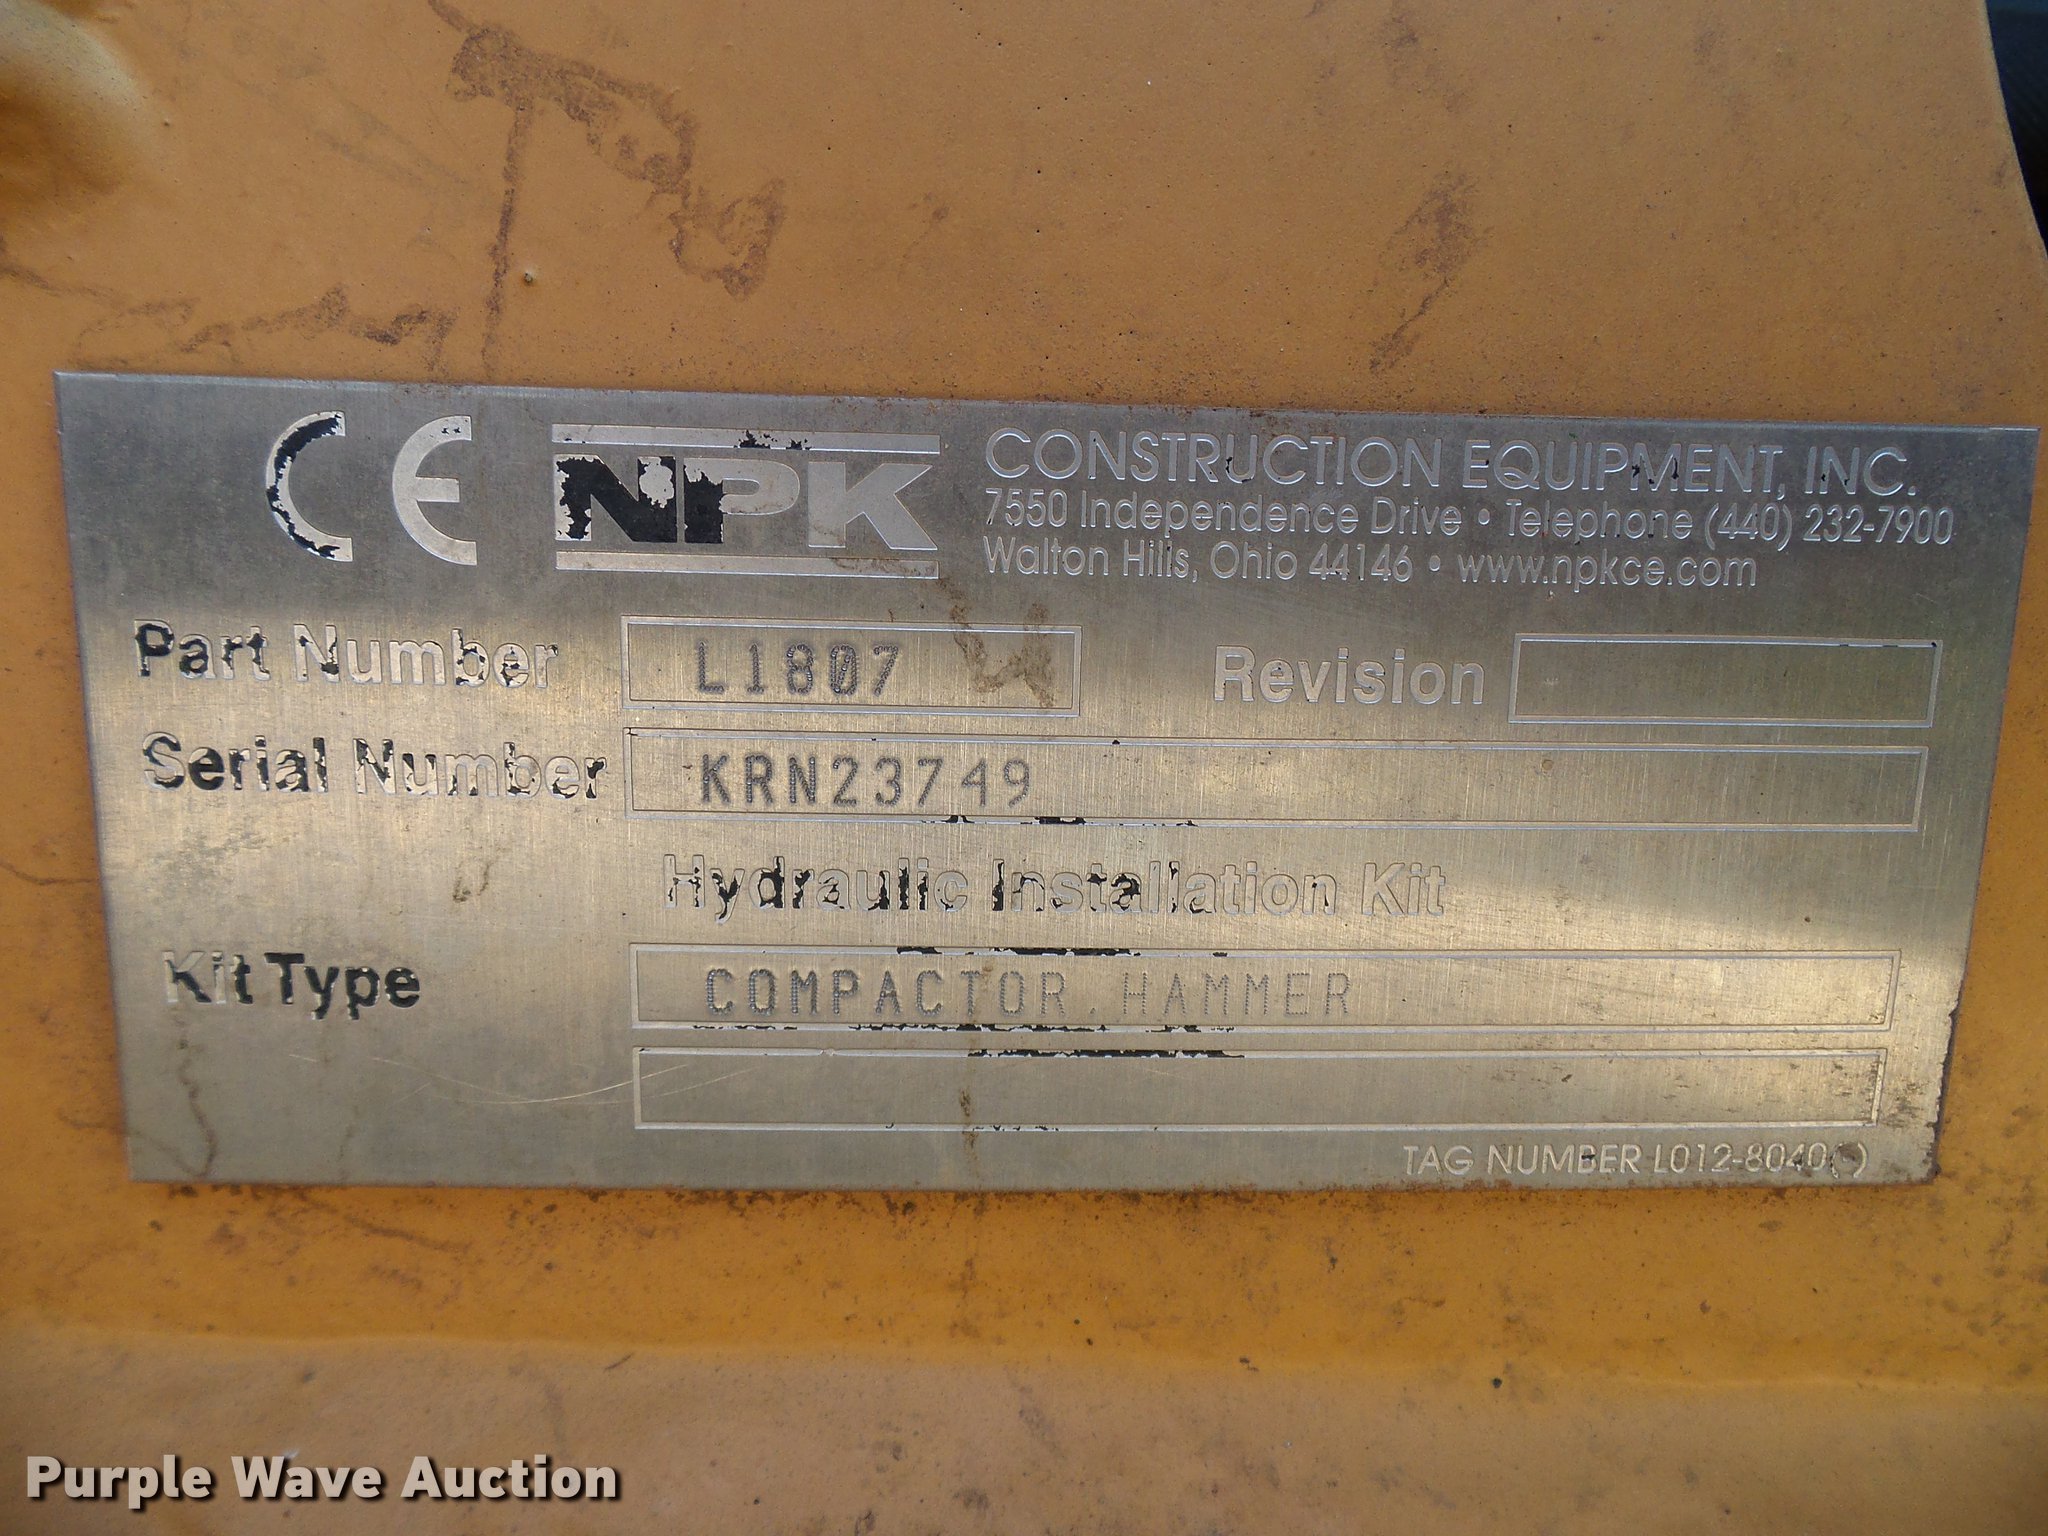 CE NPK CONSTRUCTION EQUIPMENT, INC.
7550 Independence Drive • Telephone (440) 232-7900
Walton Hills, Ohio 44146 • www.npkce.com
Part Number L1807 Revision
Serial Number KRN23749
Hydraulic Installation Kit
Kit Type COMPACTOR.HAMMER
TAG NUMBER L012-8040(-)
Purple Wave Auction